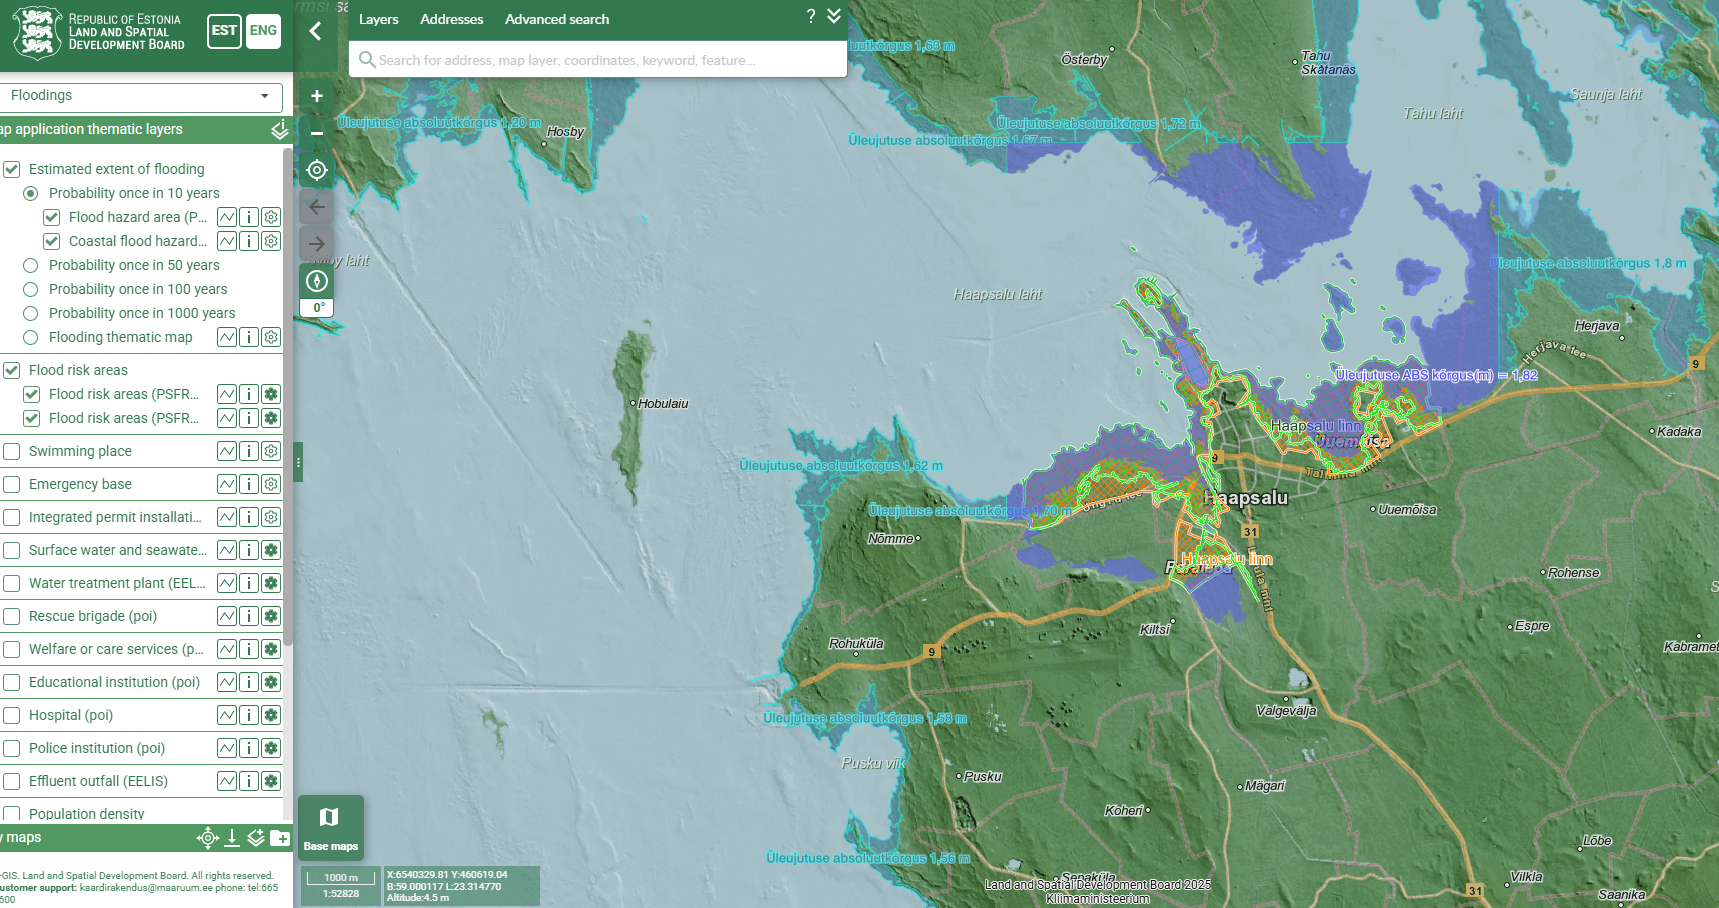 REPUBLIC OF ESTONIA
LAND AND SPATIAL
DEVELOPMENT BOARD
EST
ENG
Layers
Addresses
Advanced search
?
Search for address, map layer, coordinates, keyword, feature...
Floodings
ap application thematic layers
Estimated extent of flooding
Probability once in 10 years
Flood hazard area (P...
Coastal flood hazard...
Probability once in 50 years
Probability once in 100 years
Probability once in 1000 years
Flooding thematic map
Flood risk areas
Flood risk areas (PSFR...
Flood risk areas (PSFR...
Swimming place
Emergency base
Integrated permit installati...
Surface water and seawate...
Water treatment plant (EEL...
Rescue brigade (poi)
Welfare or care services (p...
Educational institution (poi)
Hospital (poi)
Police institution (poi)
Effluent outfall (EELIS)
Population density
y maps
-GIS. Land and Spatial Development Board. All rights reserved.
ustomer support: kaardirakendus@maaruum.ee phone: tel:665
600
+
−
0°
Base maps
1000 m
1:52828
X:6540329.81 Y:460619.04
B:59.000117 L:23.314770
Altitude:4.5 m
1,63 m
Österby
Tahu
Skåtanäs
Saunja laht
Tahu laht
Üleujutuse absoluutkõrgus 1,20 m
Hosby
Üleujutuse absoluutkõrgus 1,72 m
Üleujutuse absoluutkõrgus 1,67 m
laht
Üleujutuse absoluutkõrgus 1,8 m
Haapsalu laht
Herjava
Herjava tee
9
Üleujutuse ABS kõrgus(m) = 1,82
Hobulaiu
Haapsalu linn
Uuemõisa
Kadaka
9
Üleujutuse absoluutkõrgus 1,62 m
Haapsalu
Üleujutuse absoluutkõrgus 1,70 m
Uuemõisa
31
Nõmme
Haapsalu linn
Paralepa
Rohense
Kiltsi
Espre
Rohuküla
9
Kabramet
Valgevälja
Üleujutuse absoluutkõrgus 1,58 m
Pusku viik
Pusku
Mägari
Koheri
Lõbe
Üleujutuse absoluutkõrgus 1,56 m
Sepaküla
Vilkla
31
Saanika
Land and Spatial Development Board 2025
Kliimaministeerium